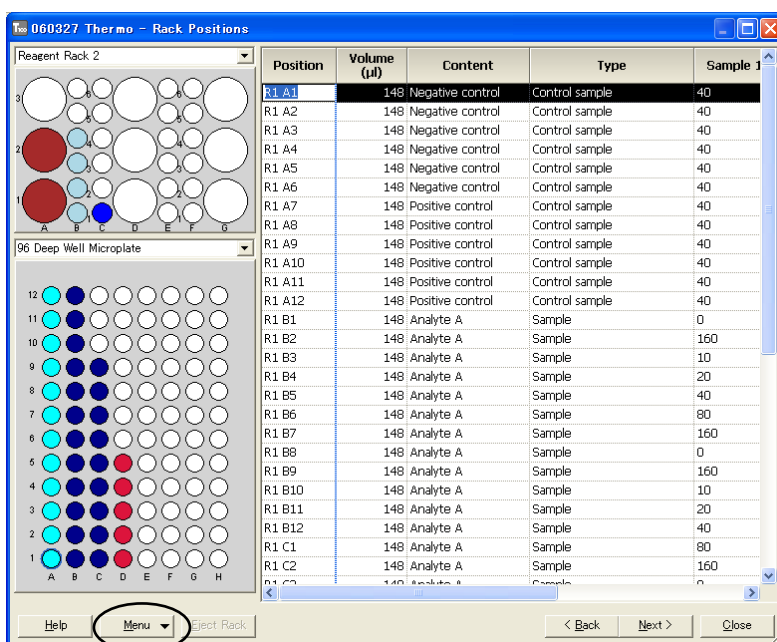 060327 Thermo - Rack Positions
Reagent Rack 2
3 6 6
5 5
2 4 4
3 3
1 2 2
1 1
A B C D E F G
96 Deep Well Microplate
12
11
10
9
8
7
6
5
4
3
2
1
A B C D E F G H
Position Volume (µl) Content Type Sample 1
R1 A1 148 Negative control Control sample 40
R1 A2 148 Negative control Control sample 40
R1 A3 148 Negative control Control sample 40
R1 A4 148 Negative control Control sample 40
R1 A5 148 Negative control Control sample 40
R1 A6 148 Negative control Control sample 40
R1 A7 148 Positive control Control sample 40
R1 A8 148 Positive control Control sample 40
R1 A9 148 Positive control Control sample 40
R1 A10 148 Positive control Control sample 40
R1 A11 148 Positive control Control sample 40
R1 A12 148 Positive control Control sample 40
R1 B1 148 Analyte A Sample 0
R1 B2 148 Analyte A Sample 160
R1 B3 148 Analyte A Sample 10
R1 B4 148 Analyte A Sample 20
R1 B5 148 Analyte A Sample 40
R1 B6 148 Analyte A Sample 80
R1 B7 148 Analyte A Sample 160
R1 B8 148 Analyte A Sample 0
R1 B9 148 Analyte A Sample 160
R1 B10 148 Analyte A Sample 10
R1 B11 148 Analyte A Sample 20
R1 B12 148 Analyte A Sample 40
R1 C1 148 Analyte A Sample 80
R1 C2 148 Analyte A Sample 160
Help Menu Eject Rack < Back Next > Close